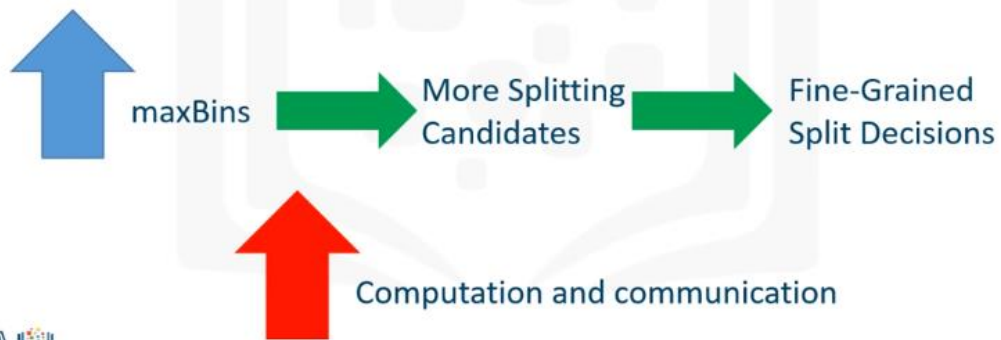 maxBins
More Splitting
Candidates
Fine-Grained
Split Decisions
Computation and communication